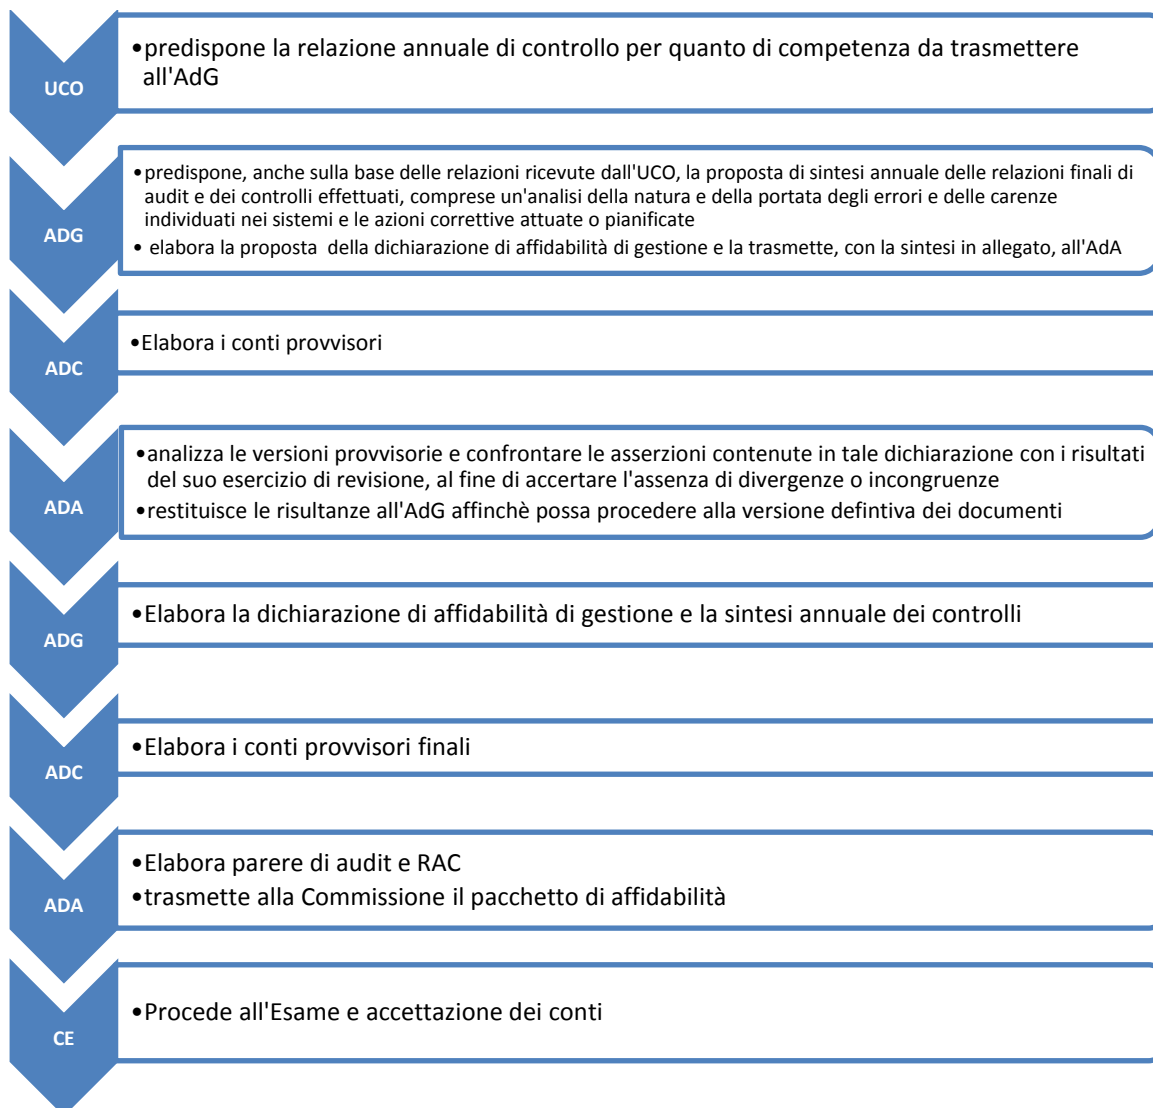 UCO
•predispone la relazione annuale di controllo per quanto di competenza da trasmettere
all'AdG
ADG
•predispone, anche sulla base delle relazioni ricevute dall'UCO, la proposta di sintesi annuale delle relazioni finali di
audit e dei controlli effettuati, comprese un'analisi della natura e della portata degli errori e delle carenze
individuati nei sistemi e le azioni correttive attuate o pianificate
• elabora la proposta della dichiarazione di affidabilità di gestione e la trasmette, con la sintesi in allegato, all'AdA
ADC
•Elabora i conti provvisori
ADA
•analizza le versioni provvisorie e confrontare le asserzioni contenute in tale dichiarazione con i risultati
del suo esercizio di revisione, al fine di accertare l'assenza di divergenze o incongruenze
•restituisce le risultanze all'AdG affinchè possa procedere alla versione defintiva dei documenti
ADG
•Elabora la dichiarazione di affidabilità di gestione e la sintesi annuale dei controlli
ADC
•Elabora i conti provvisori finali
ADA
•Elabora parere di audit e RAC
•trasmette alla Commissione il pacchetto di affidabilità
CE
•Procede all'Esame e accettazione dei conti